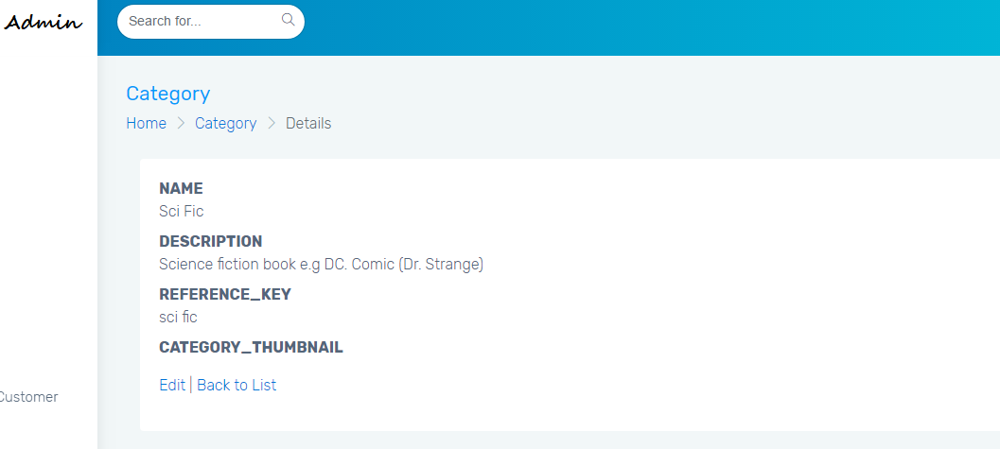 Admin
Search for...
Category
Home > Category > Details
NAME
Sci Fic
DESCRIPTION
Science fiction book e.g DC. Comic (Dr. Strange)
REFERENCE_KEY
sci fic
CATEGORY_THUMBNAIL
Edit | Back to List
Customer